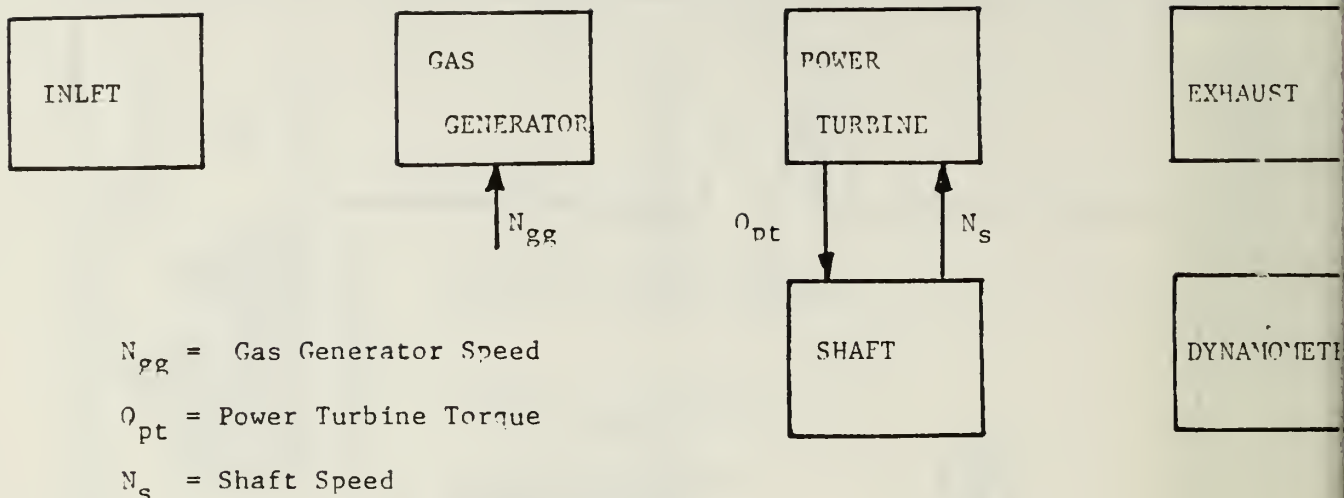 INLET
GAS
GENERATOR
POWER
TURBINE
EXHAUST
N_gg
Q_pt
N_s
SHAFT
DYNAMOMETE
N_gg = Gas Generator Speed
Q_pt = Power Turbine Torque
N_s = Shaft Speed